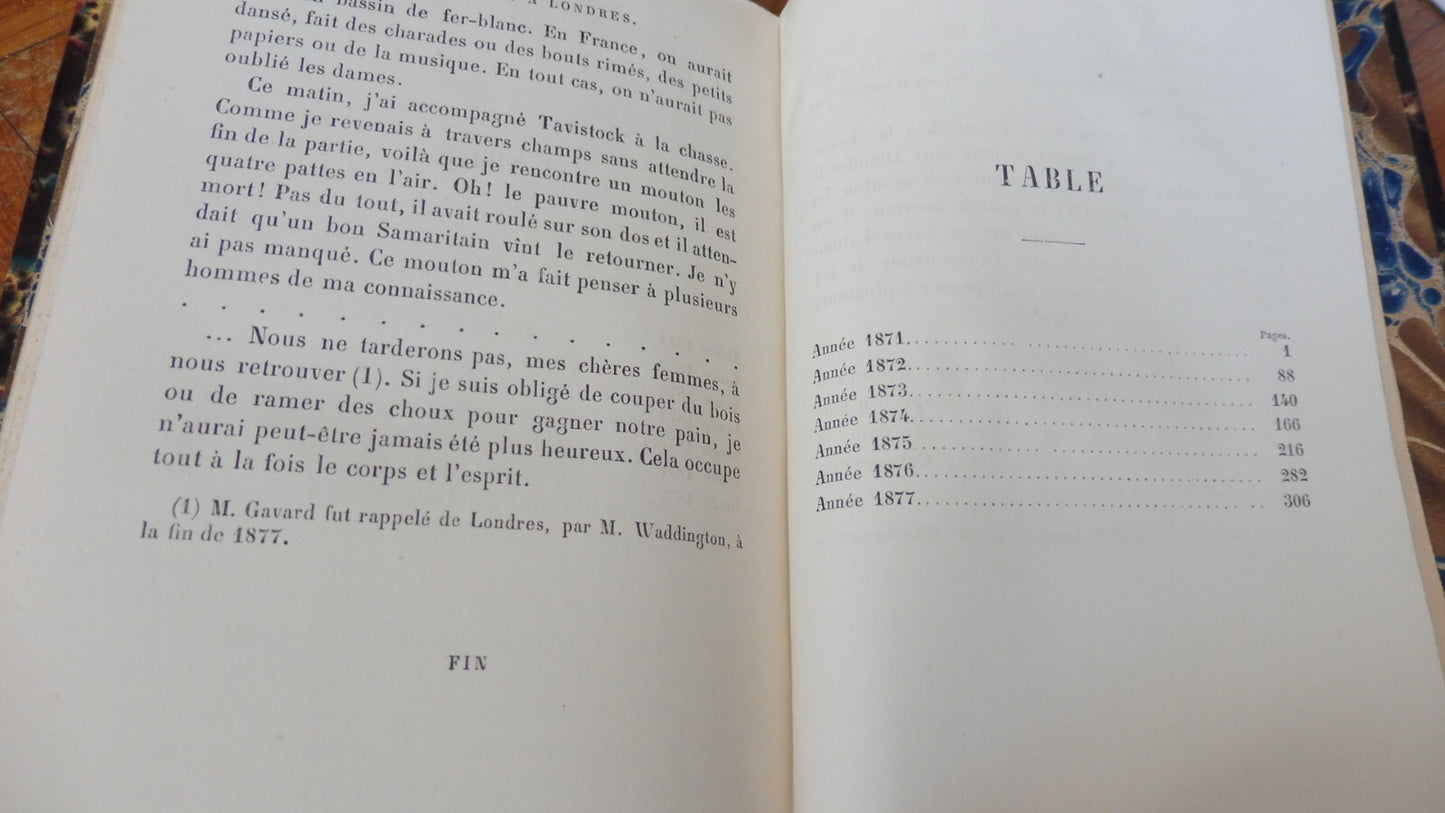 A LONDRES.
bassin de fer-blanc. En France, on aurait
dansé, fait des charades ou des bouts rimés, des petits
papiers ou de la musique. En tout cas, on n'aurait pas
oublié les dames.
Ce matin, j'ai accompagné Tavistock à la chasse.
Comme je revenais à travers champs sans attendre la
fin de la partie, voilà que je rencontre un mouton les
quatre pattes en l'air. Oh! le pauvre mouton, il est
mort! Pas du tout, il avait roulé sur son dos et il atten-
dait qu'un bon Samaritain vînt le retourner. Je n'y
ai pas manqué. Ce mouton m'a fait penser à plusieurs
hommes de ma connaissance.
. . . . . . . . . . . . . . .
... Nous ne tarderons pas, mes chères femmes, à
nous retrouver (1). Si je suis obligé de couper du bois
ou de ramer des choux pour gagner notre pain, je
n'aurai peut-être jamais été plus heureux. Cela occupe
tout à la fois le corps et l'esprit.
(1) M. Gavard fut rappelé de Londres, par M. Waddington, à
la fin de 1877.
FIN
TABLE
Pages.
Année 1871. 1
Année 1872. 88
Année 1873. 140
Année 1874. 166
Année 1875 216
Année 1876. 282
Année 1877. 306